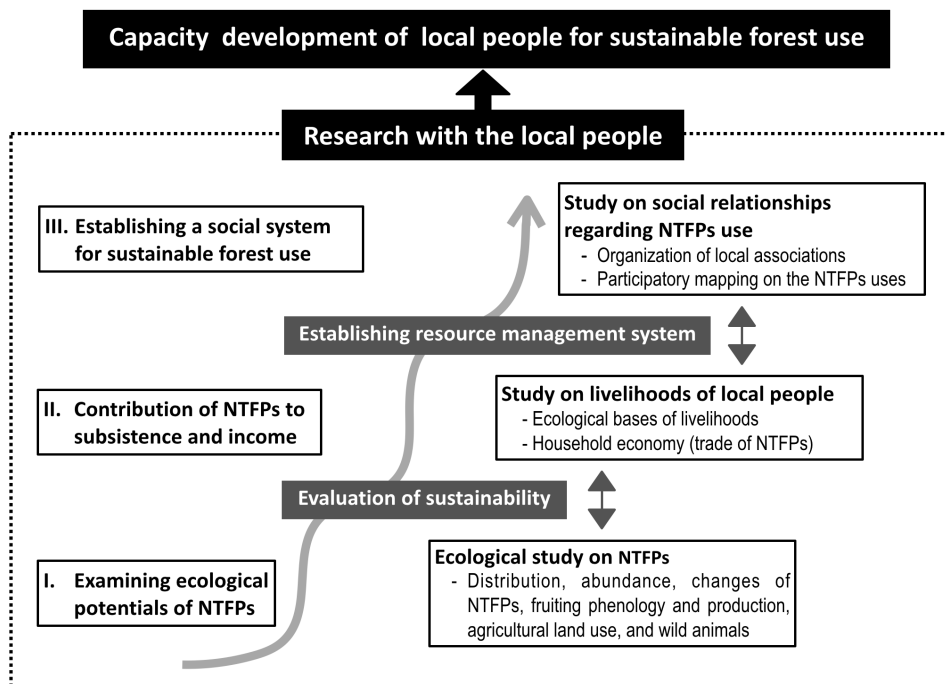 Capacity development of local people for sustainable forest use
Research with the local people
III. Establishing a social system
for sustainable forest use
Study on social relationships
regarding NTFPs use
- Organization of local associations
- Participatory mapping on the NTFPs uses
Establishing resource management system
II. Contribution of NTFPs to
subsistence and income
Study on livelihoods of local people
- Ecological bases of livelihoods
- Household economy (trade of NTFPs)
Evaluation of sustainability
I. Examining ecological
potentials of NTFPs
Ecological study on NTFPs
- Distribution, abundance, changes of
NTFPs, fruiting phenology and production,
agricultural land use, and wild animals